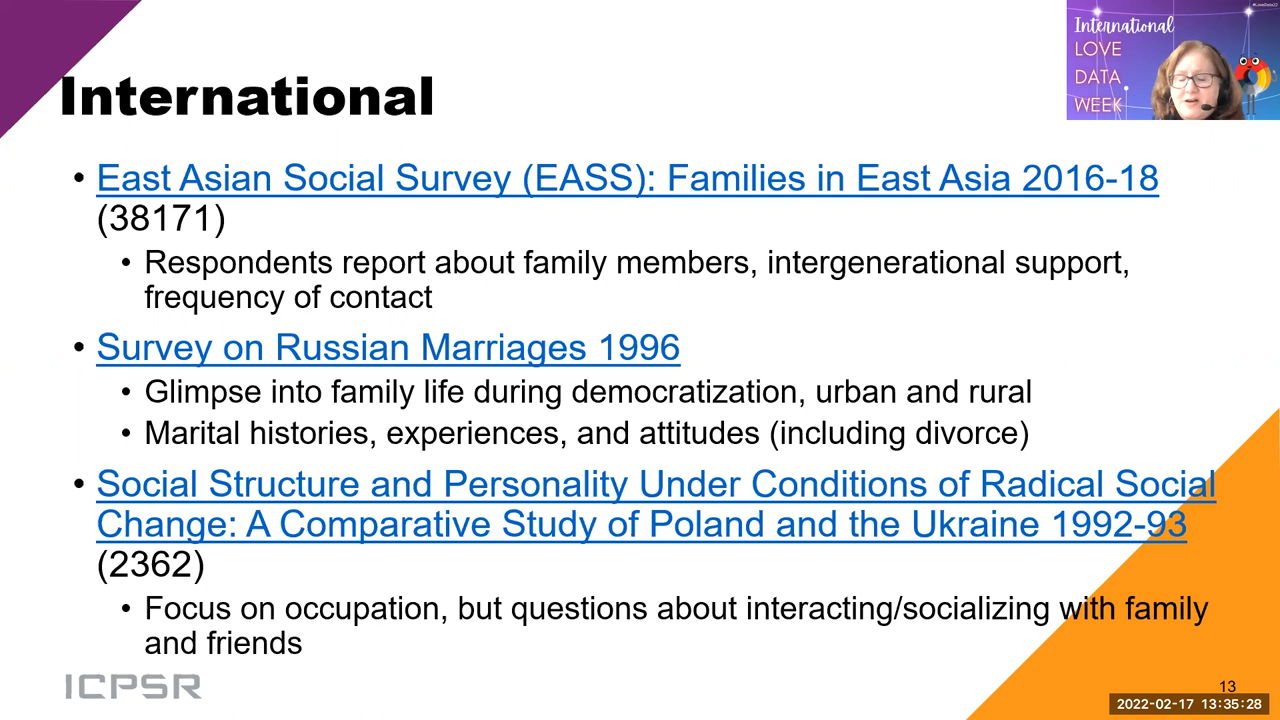 International
• East Asian Social Survey (EASS): Families in East Asia 2016-18
(38171)
• Respondents report about family members, intergenerational support,
frequency of contact
• Survey on Russian Marriages 1996
• Glimpse into family life during democratization, urban and rural
• Marital histories, experiences, and attitudes (including divorce)
• Social Structure and Personality Under Conditions of Radical Social
Change: A Comparative Study of Poland and the Ukraine 1992-93
(2362)
• Focus on occupation, but questions about interacting/socializing with family
and friends
ICPSR
13
2022-02-17 13:35:28
#LoveData22
International
LOVE
DATA
WEEK